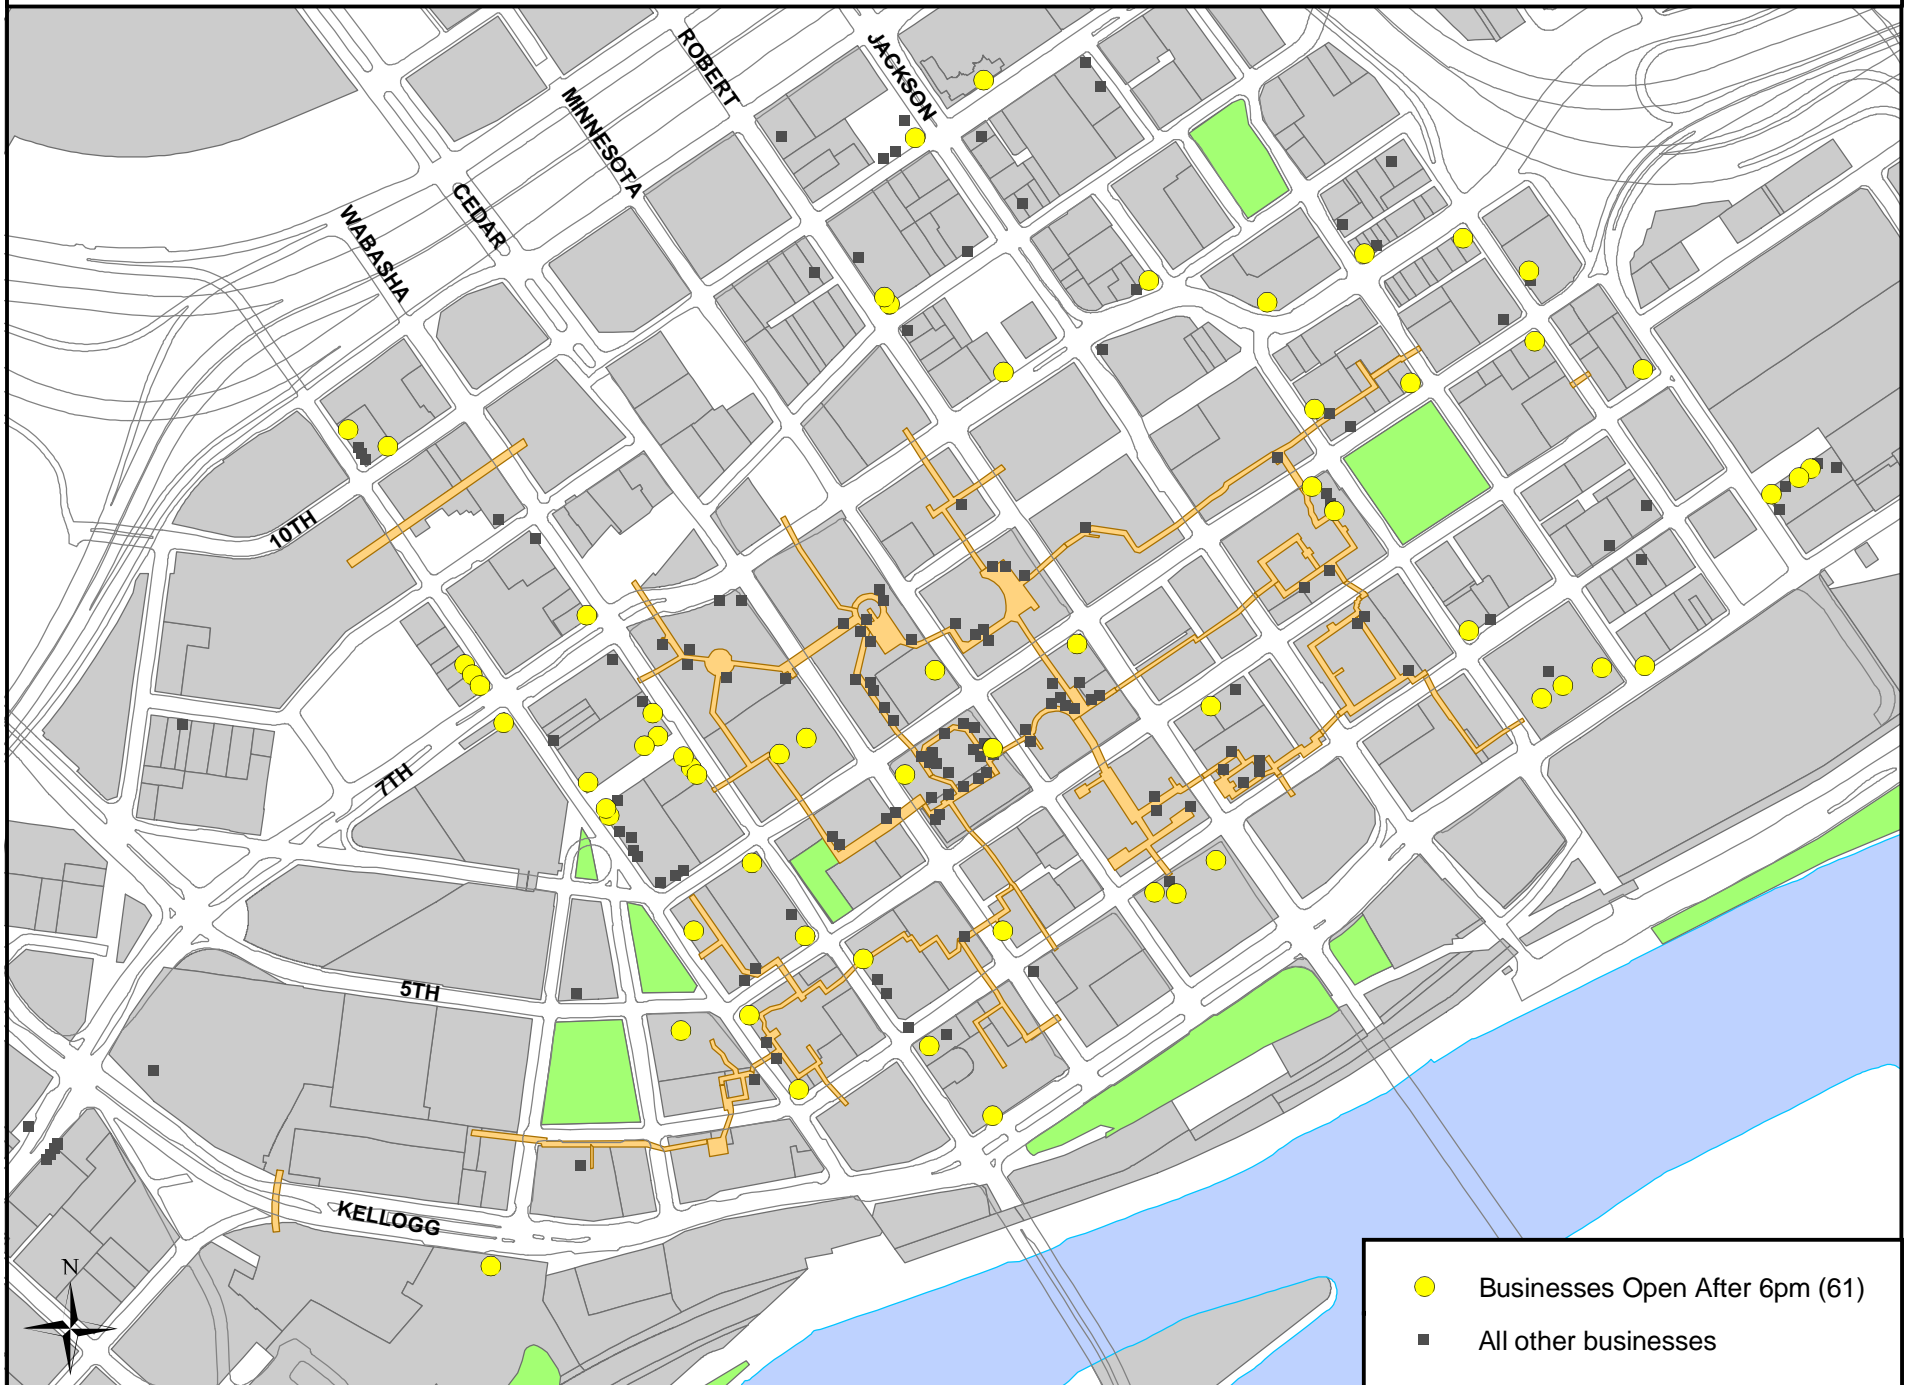 JACKSON
ROBERT
MINNESOTA
CEDAR
WABASHA
10TH
7TH
5TH
KELLOGG
N
Businesses Open After 6pm (61)
All other businesses